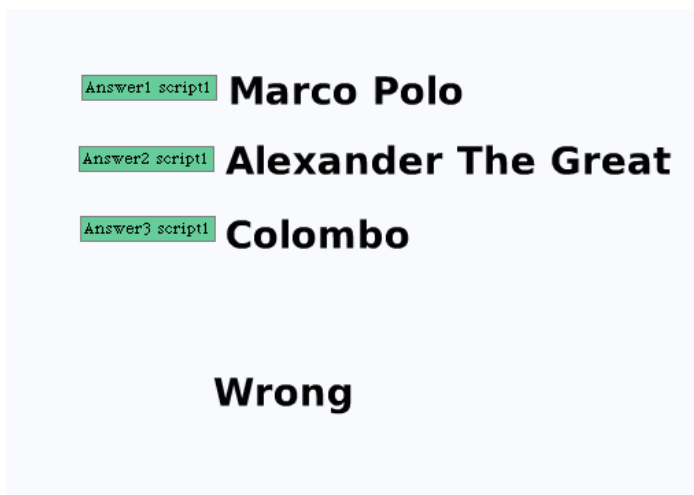 Answer1 script1 Marco Polo
Answer2 script1 Alexander The Great
Answer3 script1 Colombo
Wrong